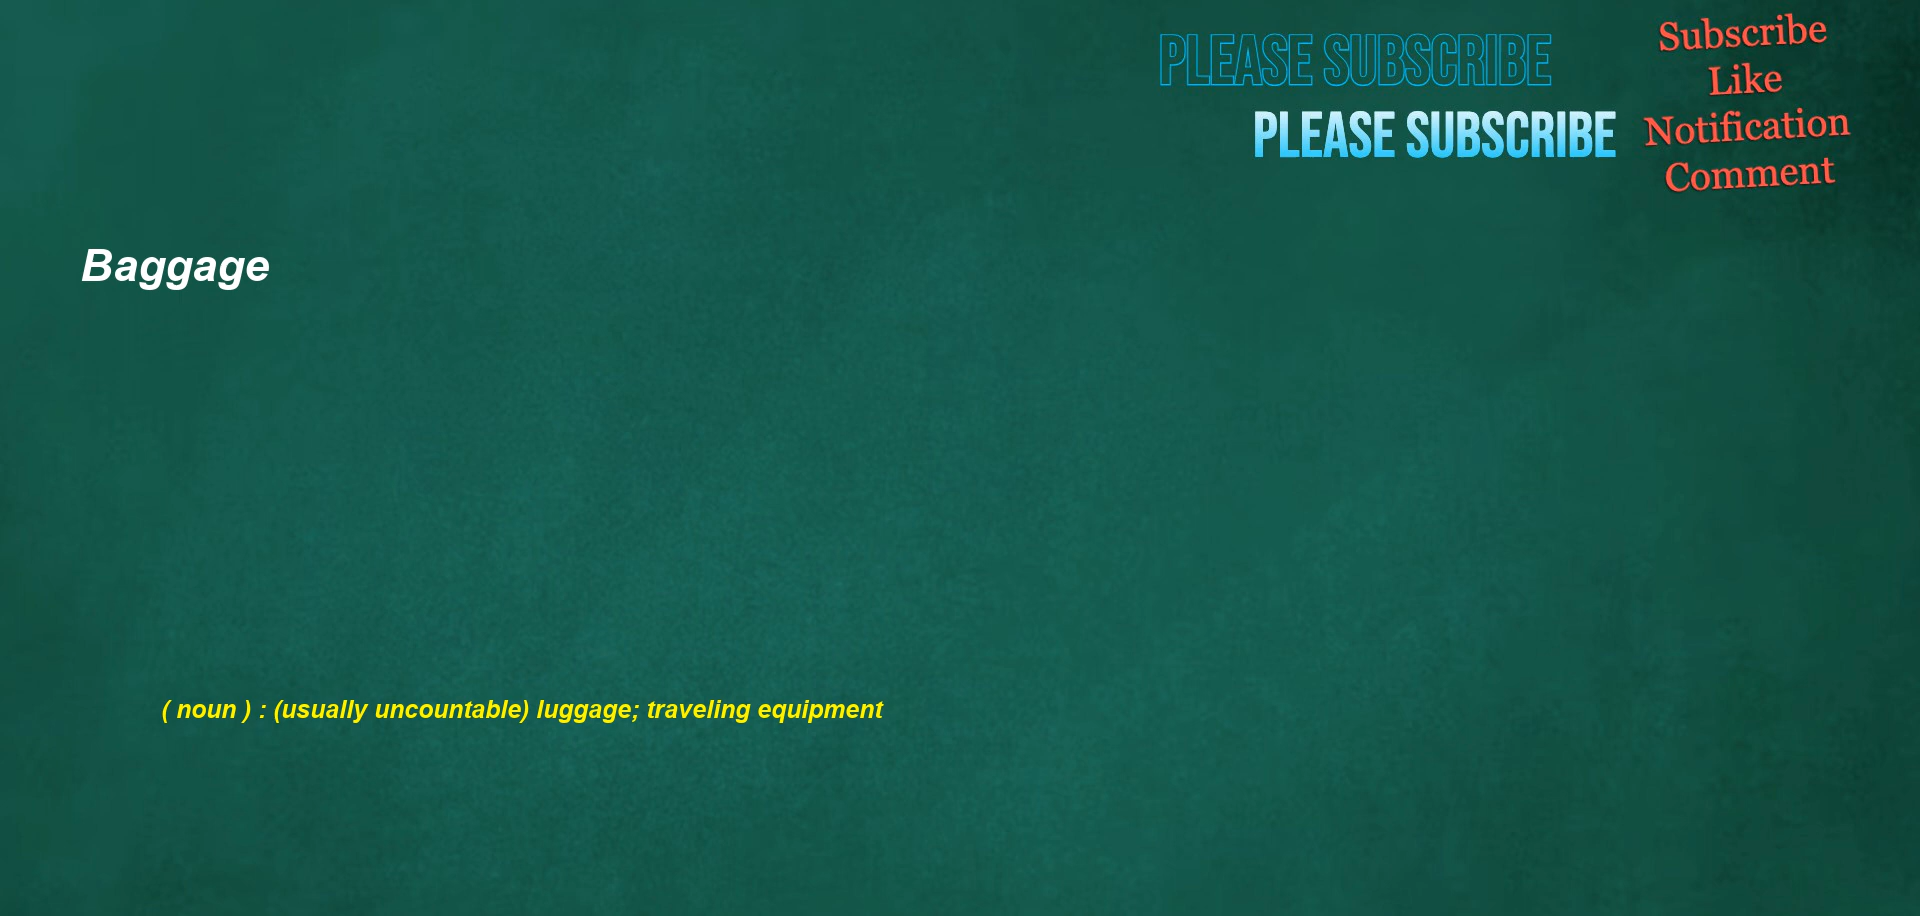 PLEASE SUBSCRIBE
PLEASE SUBSCRIBE
Subscribe
Like
Notification
Comment
Baggage
( noun ) : (usually uncountable) luggage; traveling equipment